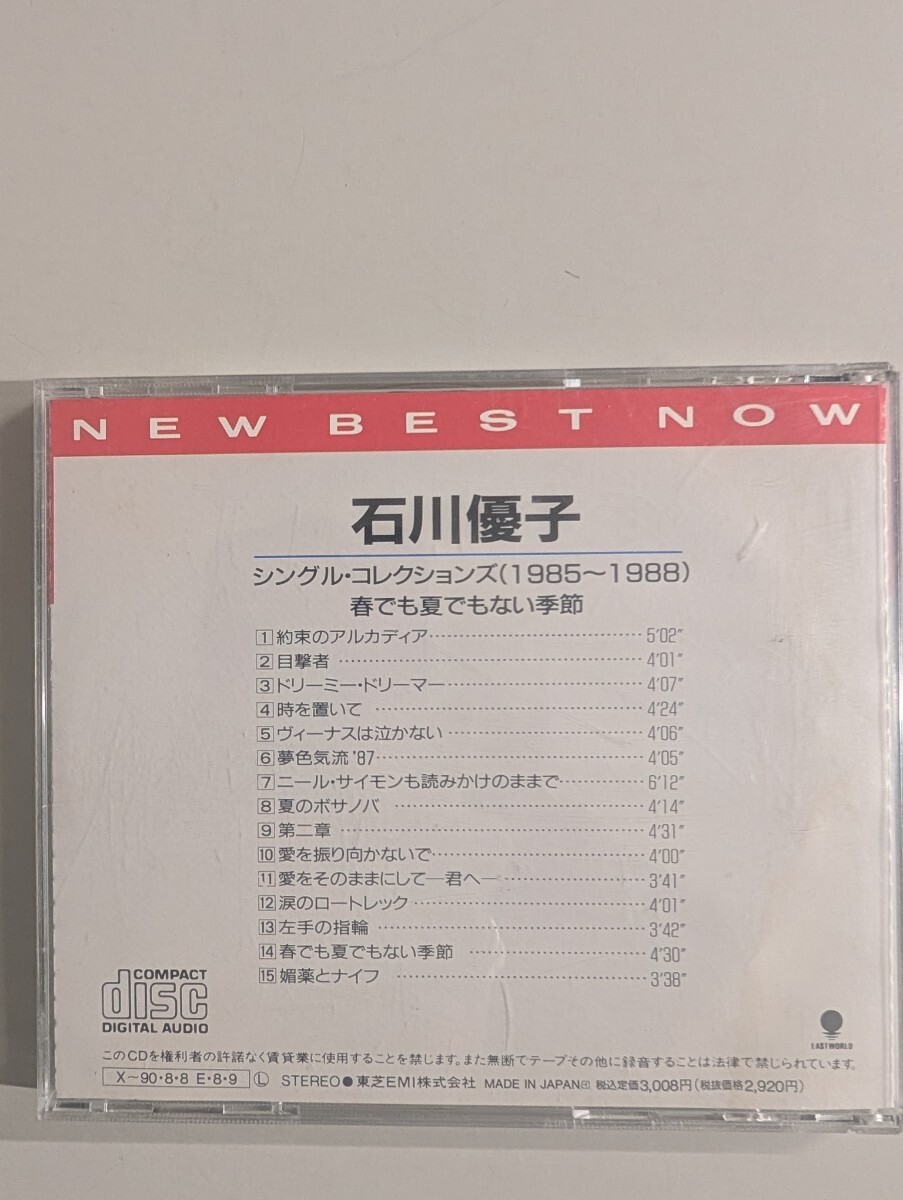 NEW BEST NOW
石川優子
シングル・コレクションズ(1985〜1988)
春でも夏でもない季節
1 約束のアルカディア 5'02"
2 目撃者 4'01"
3 ドリーミー・ドリーマー 4'07"
4 時を置いて 4'24"
5 ヴィーナスは泣かない 4'06"
6 夢色気流'87 4'05"
7 ニール・サイモンも読みかけのままで 6'12"
8 夏のボサノバ 4'14"
9 第二章 4'31"
10 愛を振り向かないで 4'00"
11 愛をそのままにして―君へ― 3'41"
12 涙のロートレック 4'01"
13 左手の指輪 3'42"
14 春でも夏でもない季節 4'30"
15 媚薬とナイフ 3'38"
COMPACT
disc
DIGITAL AUDIO
EASTWORLD
このCDを権利者の許諾なく賃貸業に使用することを禁じます。また無断でテープその他に録音することは法律で禁じられています。
X〜90・8・8 E・8・9 Ⓛ STEREO●東芝EMI株式会社 MADE IN JAPAN 税込定価3,008円(税抜価格2,920円)